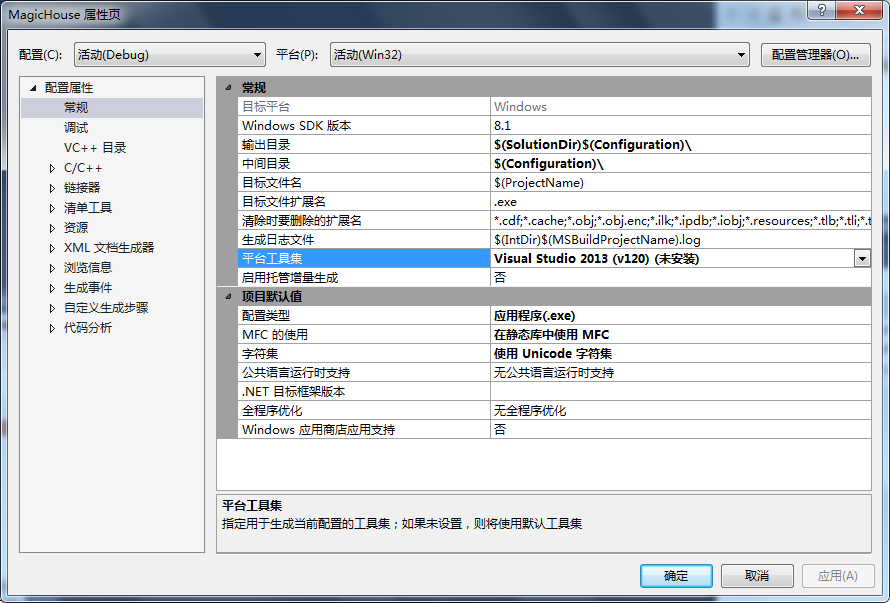 MagicHouse 属性页
配置(C): 活动(Debug) 平台(P): 活动(Win32) 配置管理器(O)...
配置属性
常规
调试
VC++ 目录
C/C++
链接器
清单工具
资源
XML 文档生成器
浏览信息
生成事件
自定义生成步骤
代码分析
常规
目标平台 Windows
Windows SDK 版本 8.1
输出目录 $(SolutionDir)$(Configuration)\
中间目录 $(Configuration)\
目标文件名 $(ProjectName)
目标文件扩展名 .exe
清除时要删除的扩展名 *.cdf;*.cache;*.obj;*.obj.enc;*.ilk;*.ipdb;*.iobj;*.resources;*.tlb;*.tli;*.t
生成日志文件 $(IntDir)$(MSBuildProjectName).log
平台工具集 Visual Studio 2013 (v120) (未安装)
启用托管增量生成 否
项目默认值
配置类型 应用程序(.exe)
MFC 的使用 在静态库中使用 MFC
字符集 使用 Unicode 字符集
公共语言运行时支持 无公共语言运行时支持
.NET 目标框架版本
全程序优化 无全程序优化
Windows 应用商店应用支持 否
平台工具集
指定用于生成当前配置的工具集；如果未设置，则将使用默认工具集
确定 取消 应用(A)